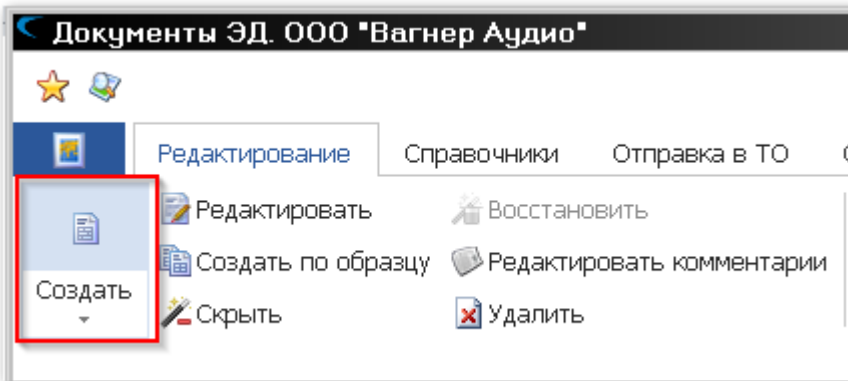 Документы ЭД. ООО "Вагнер Аудио"
Редактирование Справочники Отправка в ТО
Редактировать Восстановить
Создать по образцу Редактировать комментарии
Создать
Скрыть Удалить